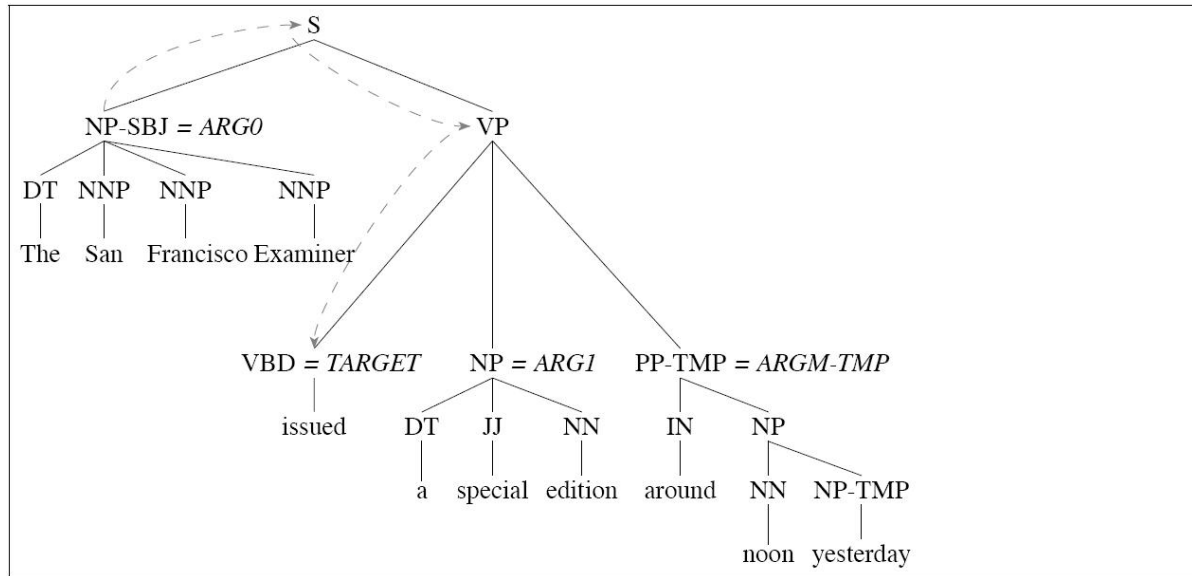 S
NP-SBJ = ARG0 VP
DT NNP NNP NNP
The San Francisco Examiner
VBD = TARGET NP = ARG1 PP-TMP = ARGM-TMP
issued DT JJ NN IN NP
a special edition around NN NP-TMP
noon yesterday